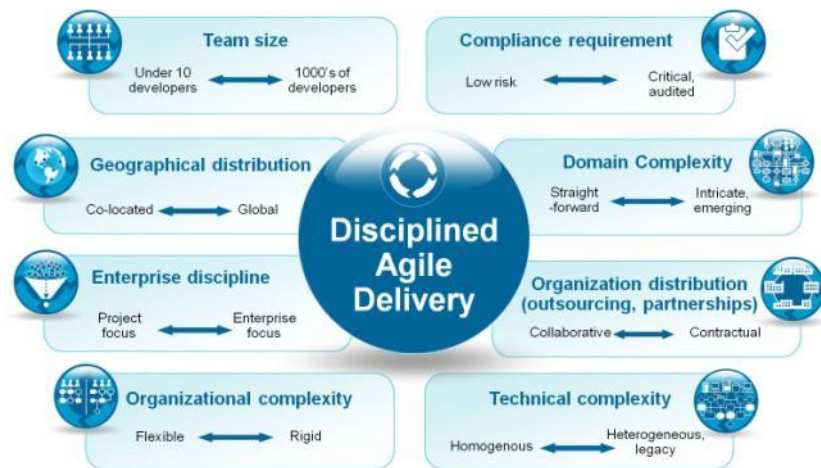 Team size
Under 10
developers
1000's of
developers
Compliance requirement
Low risk
Critical,
audited
Geographical distribution
Co-located
Global
Domain Complexity
Straight
-forward
Intricate,
emerging
Disciplined
Agile
Delivery
Enterprise discipline
Project
focus
Enterprise
focus
Organization distribution
(outsourcing, partnerships)
Collaborative
Contractual
Organizational complexity
Flexible
Rigid
Technical complexity
Homogenous
Heterogeneous,
legacy